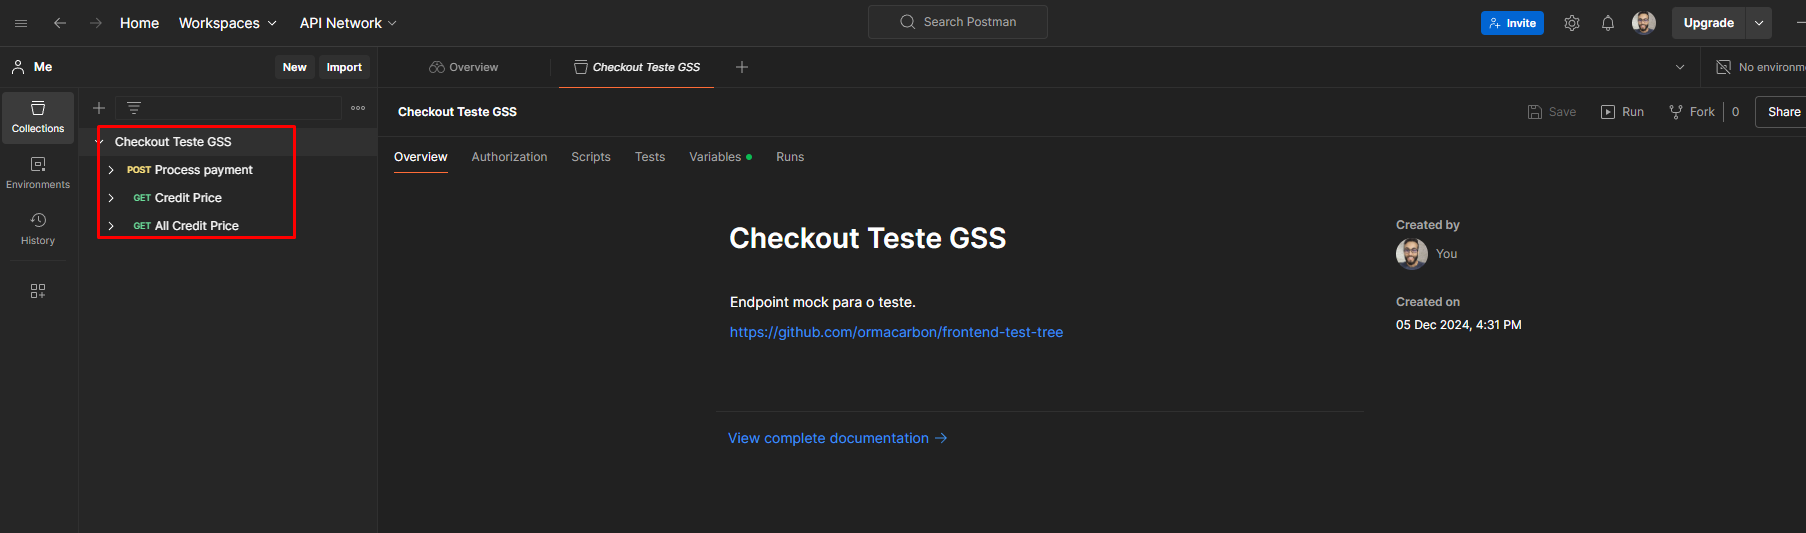 Home Workspaces API Network Search Postman Invite Upgrade
Me New Import Overview Checkout Teste GSS No environm
Collections
Environments
History
Checkout Teste GSS
POST Process payment
GET Credit Price
GET All Credit Price
Checkout Teste GSS Save Run Fork 0 Share
Overview Authorization Scripts Tests Variables Runs
Checkout Teste GSS
Endpoint mock para o teste.
https://github.com/ormacarbon/frontend-test-tree
View complete documentation →
Created by
You
Created on
05 Dec 2024, 4:31 PM